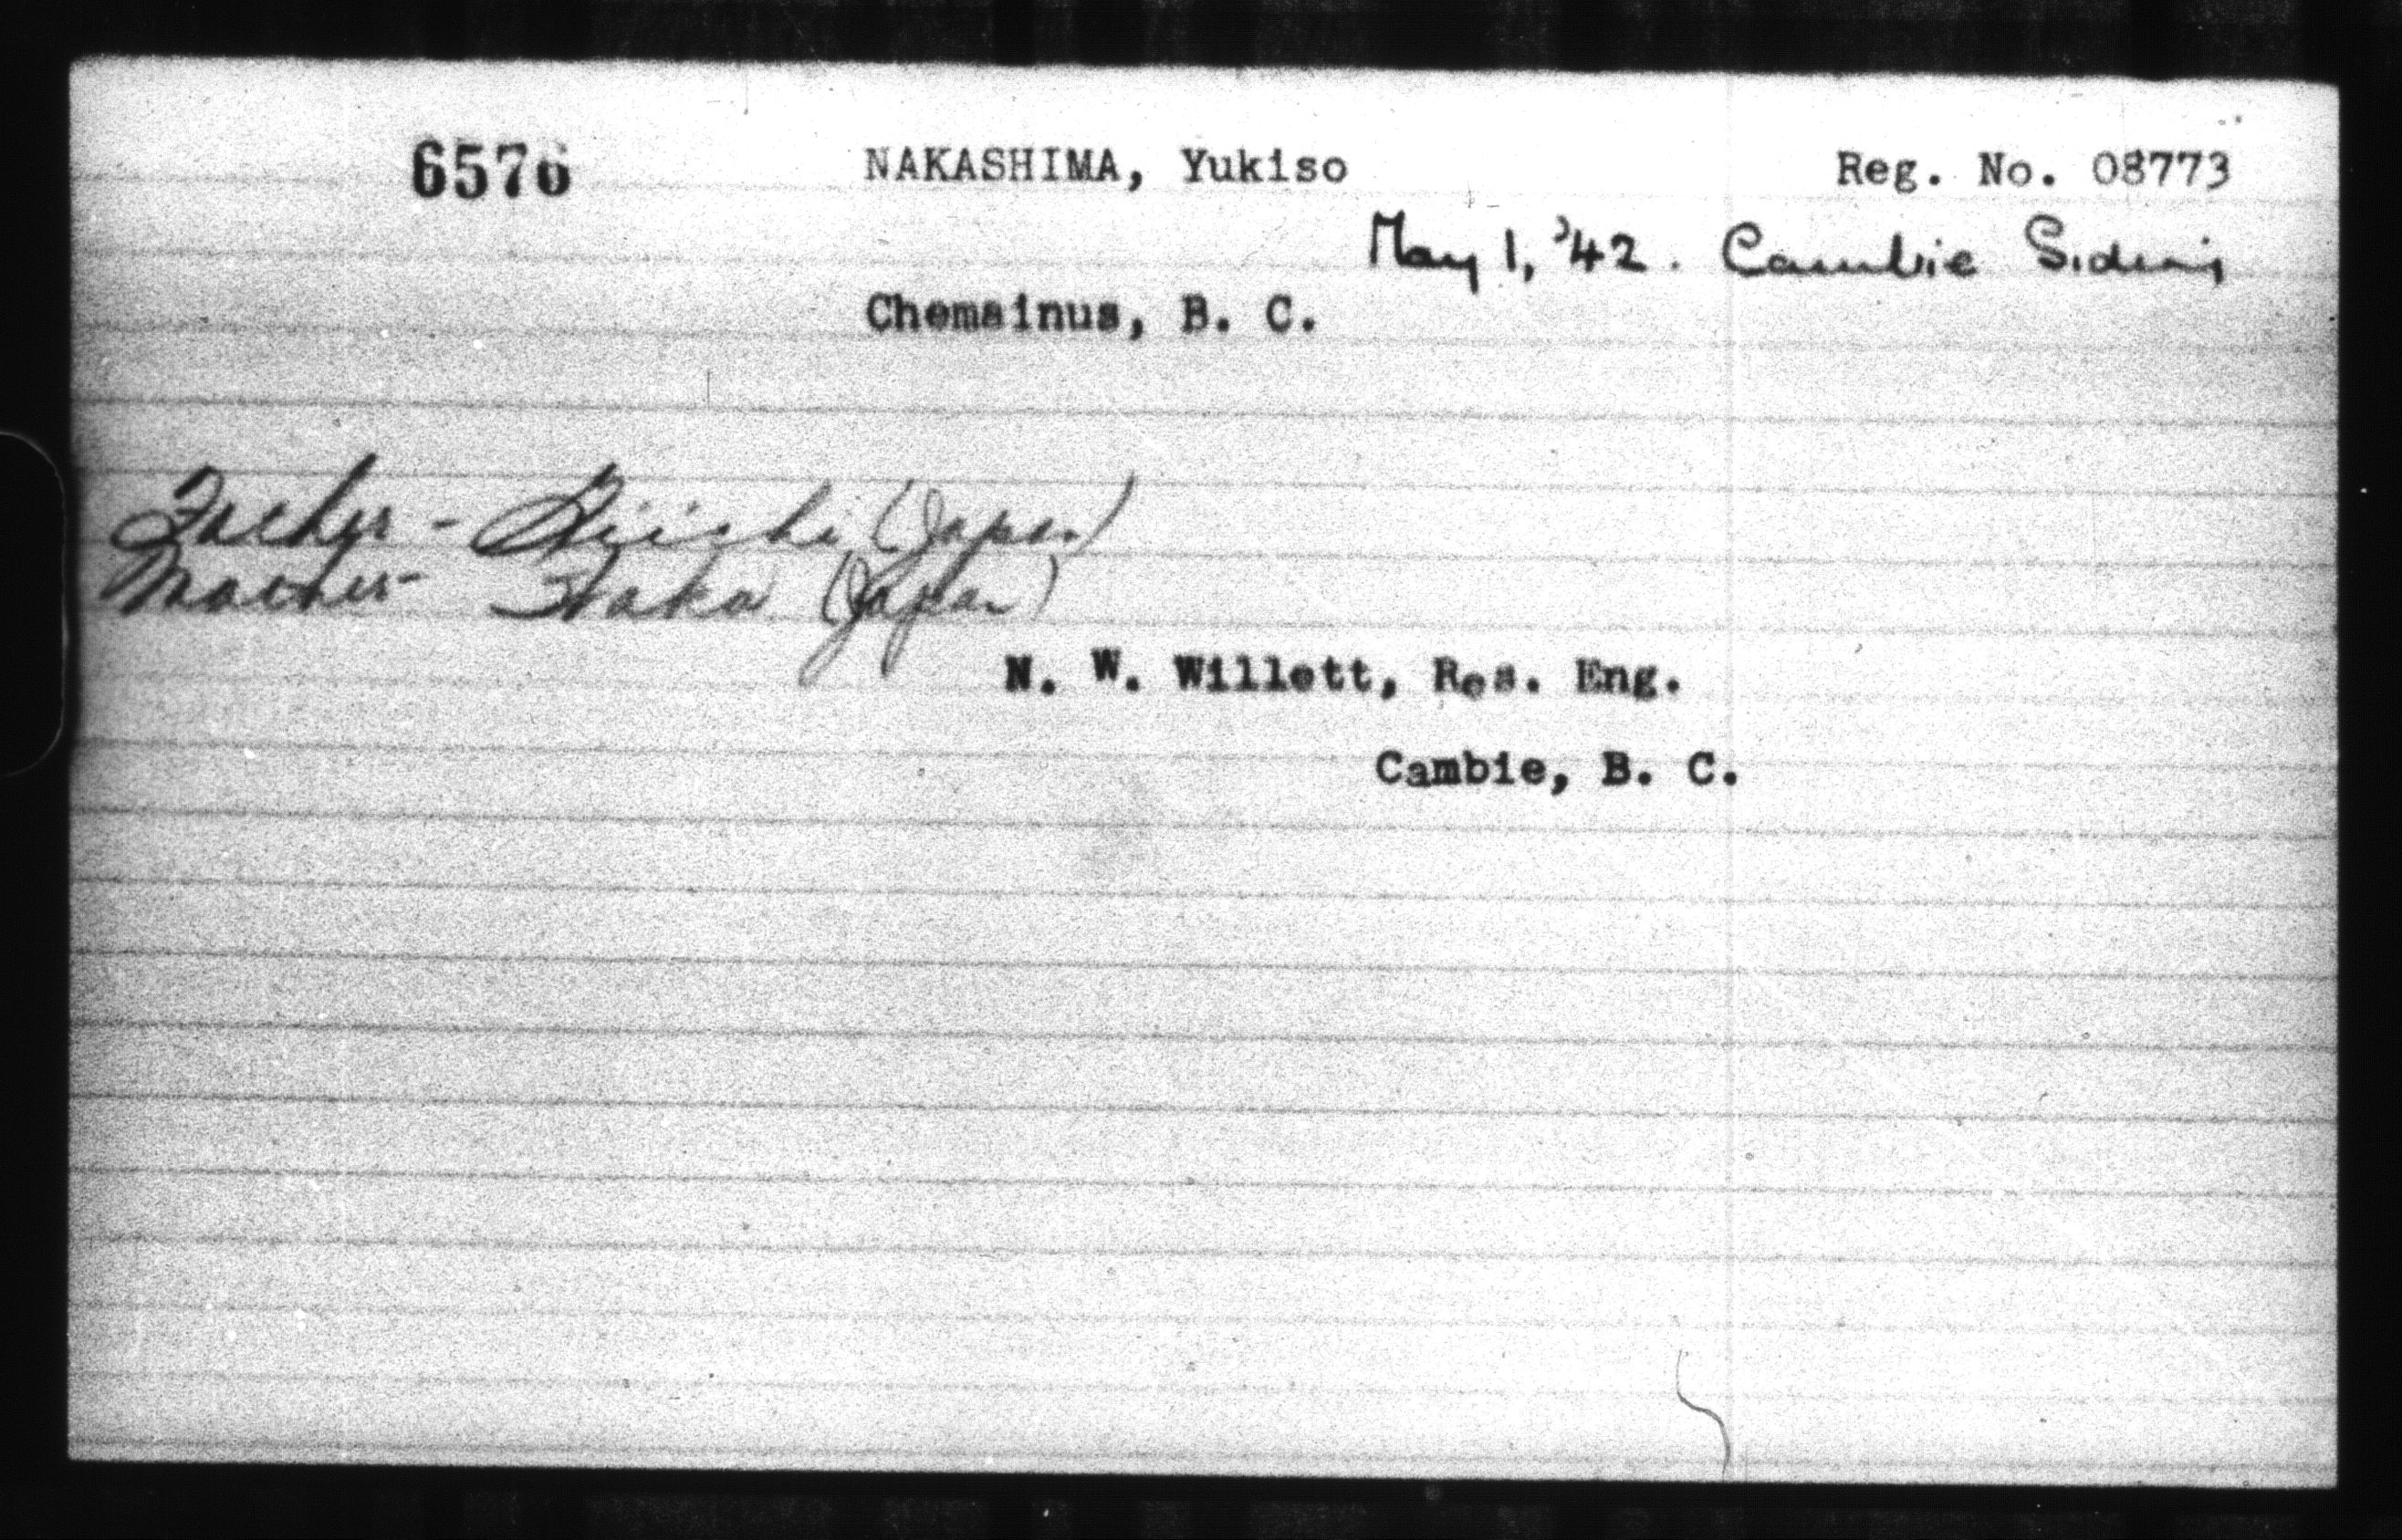 6576 NAKASHIMA, Yukiso Reg. No. 08773
May 1, '42. Cambie Siding
Chemainus, B. C.
Father - (Japan)
Mother - Haka (Japan)
N. W. Willett, Res. Eng.
Cambie, B. C.